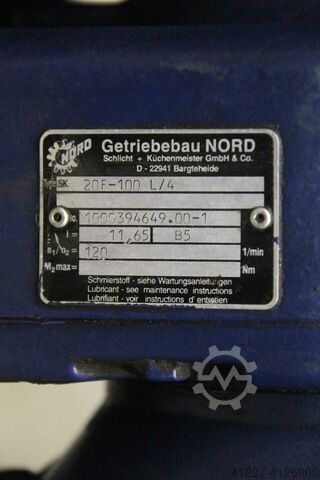 NORD
Getriebebau NORD
Schlicht + Küchenmeister GmbH & Co.
D - 22941 Bargteheide
Type SK 20F-100 L/4
No. 1000394649.00-1
i = 11,65 B5
n₁/n₂ = 120 1/min
M₂max= Nm
Schmierstoff - siehe Wartungsanleitungen
Lubricant - see maintenance instructions
Lubrifiant - voir instructions d´entretien
41227-4126900